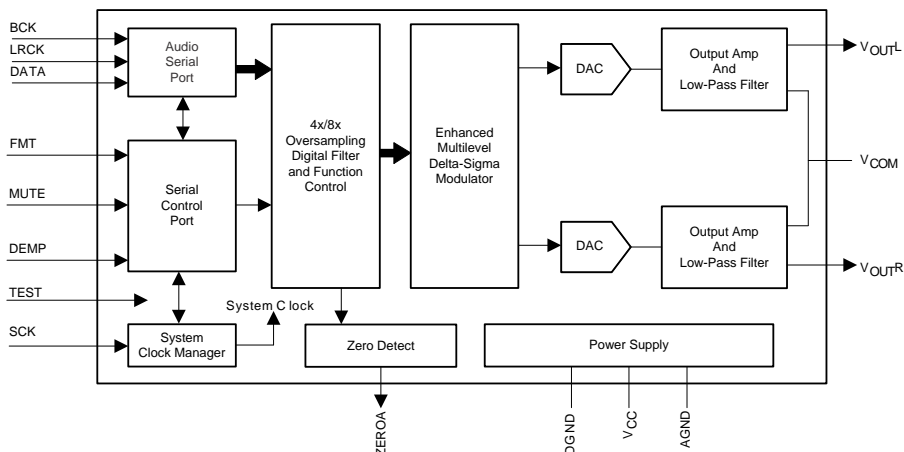 BCK
LRCK
DATA
Audio
Serial
Port
FMT
MUTE
DEMP
Serial
Control
Port
TEST
SCK
System
Clock Manager
System Clock
4x/8x
Oversampling
Digital Filter
and Function
Control
Zero Detect
ZEROA
Enhanced
Multilevel
Delta-Sigma
Modulator
DAC
Output Amp
And
Low-Pass Filter
VOUTL
VCOM
DAC
Output Amp
And
Low-Pass Filter
VOUTR
Power Supply
DGND
VCC
AGND